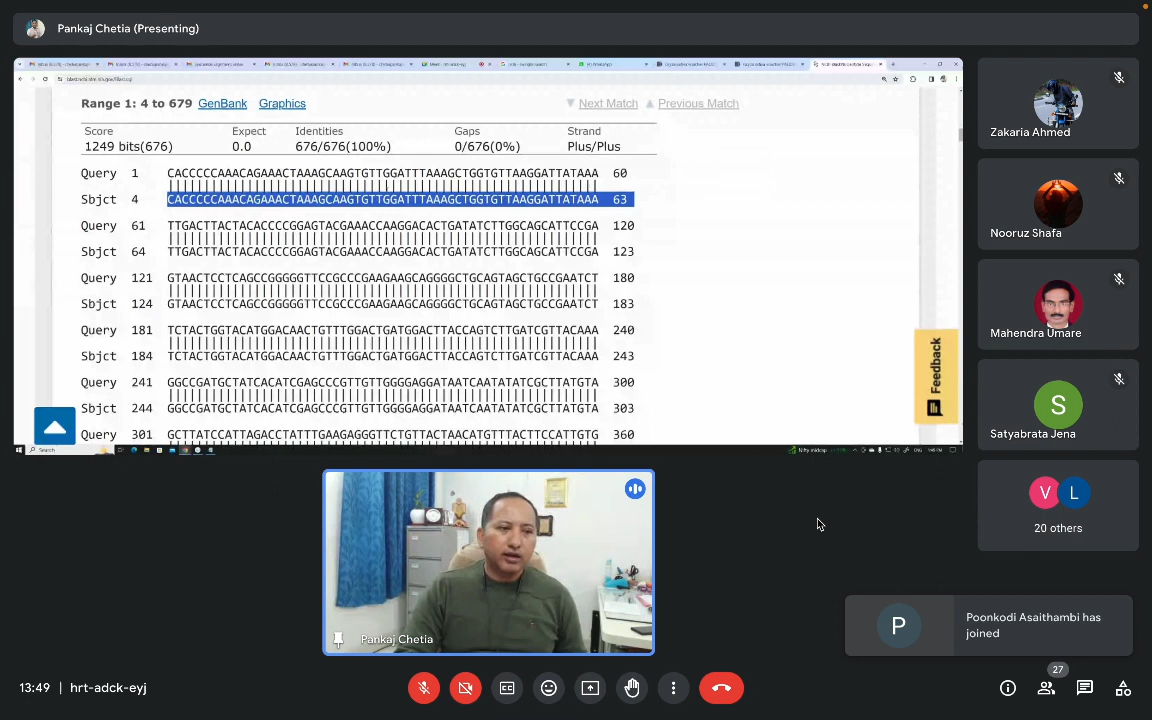 Pankaj Chetia (Presenting)
Range 1: 4 to 679 GenBank Graphics
Next Match Previous Match
Score Expect Identities Gaps Strand
1249 bits(676) 0.0 676/676(100%) 0/676(0%) Plus/Plus
Query 1 CACCCCCAAACAGAAACTAAAGCAAGTGTTGGATTTAAAGCTGGTGTTAAGGATTATAAA 60
Sbjct 4 CACCCCCAAACAGAAACTAAAGCAAGTGTTGGATTTAAAGCTGGTGTTAAGGATTATAAA 63
Query 61 TTGACTTACTACACCCCGGAGTACGAAACCAAGGACACTGATATCTTGGCAGCATTCCGA 120
Sbjct 64 TTGACTTACTACACCCCGGAGTACGAAACCAAGGACACTGATATCTTGGCAGCATTCCGA 123
Query 121 GTAACTCCTCAGCCGGGGGTTCCGCCCGAAGAAGCAGGGGCTGCAGTAGCTGCCGAATCT 180
Sbjct 124 GTAACTCCTCAGCCGGGGGTTCCGCCCGAAGAAGCAGGGGCTGCAGTAGCTGCCGAATCT 183
Query 181 TCTACTGGTACATGGACAACTGTTTGGACTGATGGACTTACCAGTCTTGATCGTTACAAA 240
Sbjct 184 TCTACTGGTACATGGACAACTGTTTGGACTGATGGACTTACCAGTCTTGATCGTTACAAA 243
Query 241 GGCCGATGCTATCACATCGAGCCCGTTGTTGGGGAGGATAATCAATATATCGCTTATGTA 300
Sbjct 244 GGCCGATGCTATCACATCGAGCCCGTTGTTGGGGAGGATAATCAATATATCGCTTATGTA 303
Query 301 GCTTATCCATTAGACCTATTTGAAGAGGGTTCTGTTACTAACATGTTTACTTCCATTGTG 360
Feedback
Search
Zakaria Ahmed
Nooruz Shafa
Mahendra Umare
S
Satyabrata Jena
V L
20 others
Pankaj Chetia
P
Poonkodi Asaithambi has
joined
13:49 | hrt-adck-eyj
27